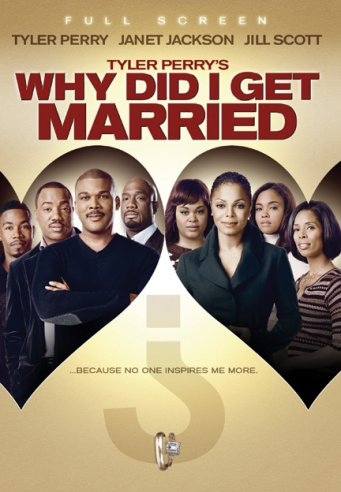 FULL SCREEN
TYLER PERRY JANET JACKSON JILL SCOTT
TYLER PERRY'S
WHY DID I GET
MARRIED
?
...BECAUSE NO ONE INSPIRES ME MORE.